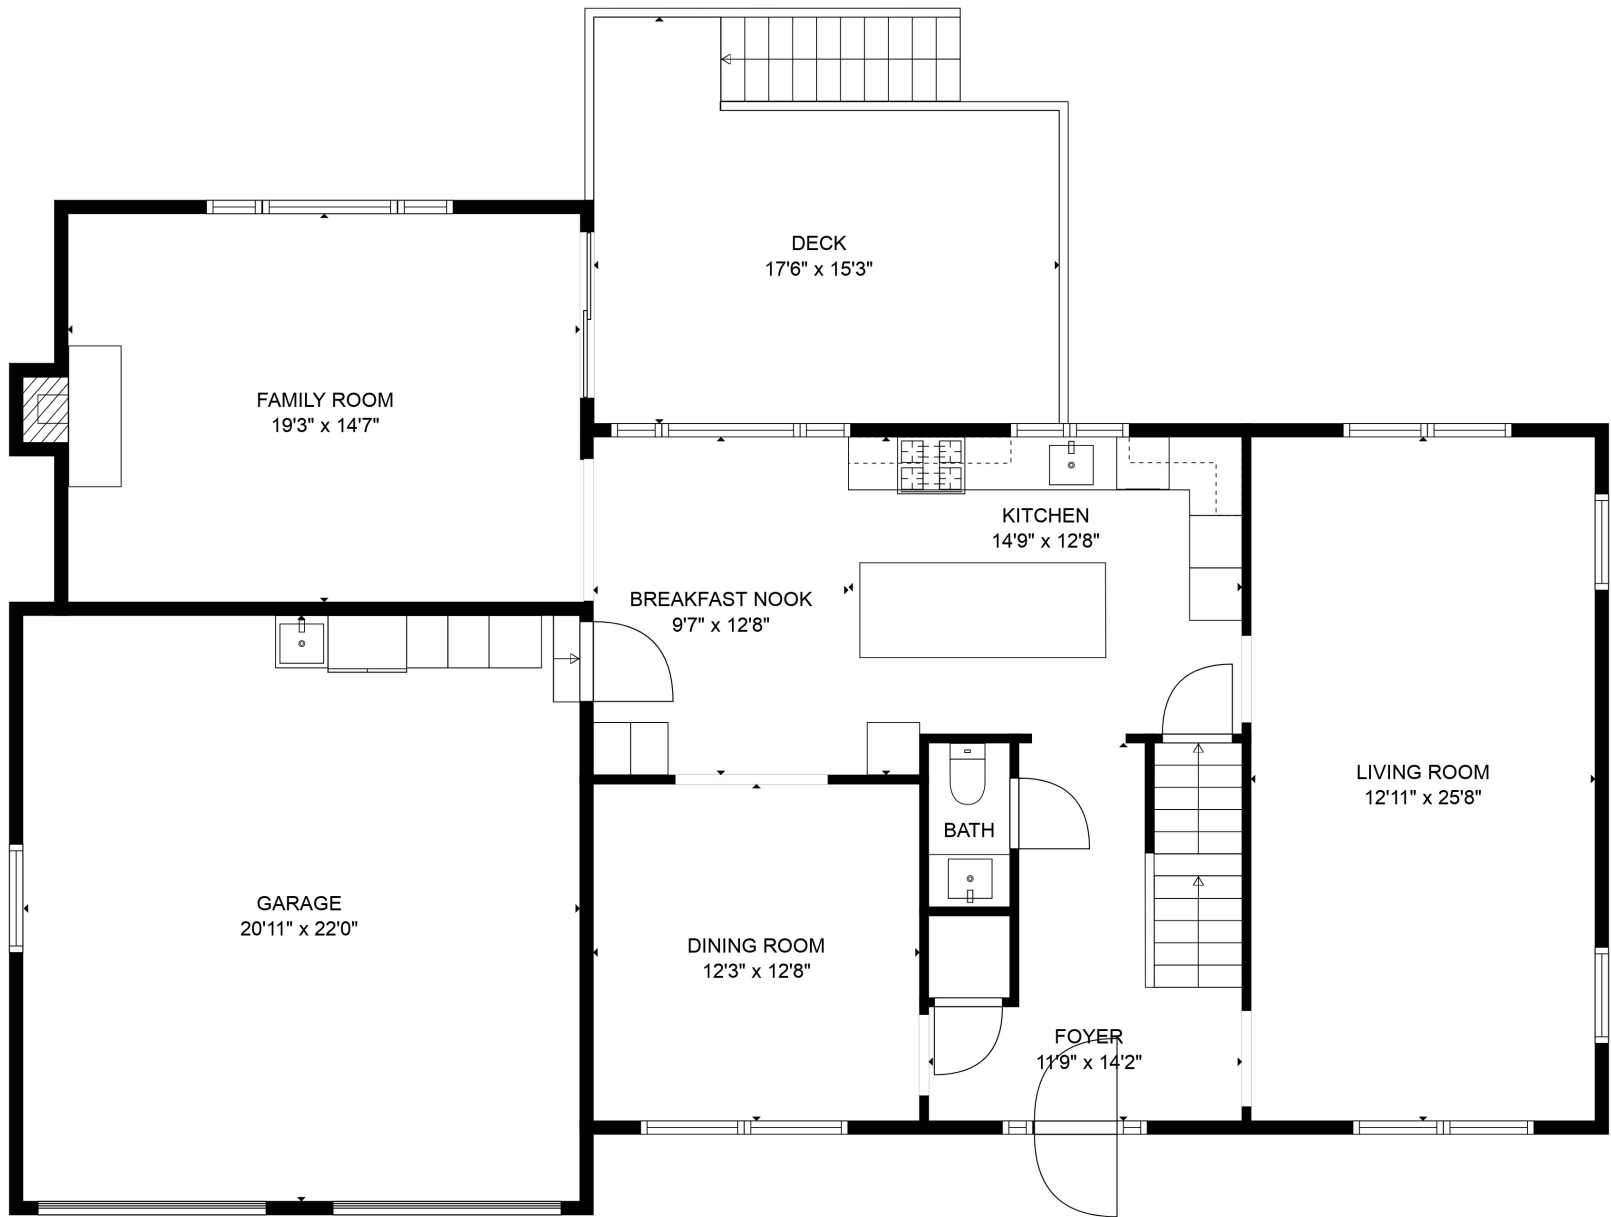 DECK
17'6" x 15'3"
FAMILY ROOM
19'3" x 14'7"
KITCHEN
14'9" x 12'8"
BREAKFAST NOOK
9'7" x 12'8"
LIVING ROOM
12'11" x 25'8"
BATH
GARAGE
20'11" x 22'0"
DINING ROOM
12'3" x 12'8"
FOYER
11'9" x 14'2"